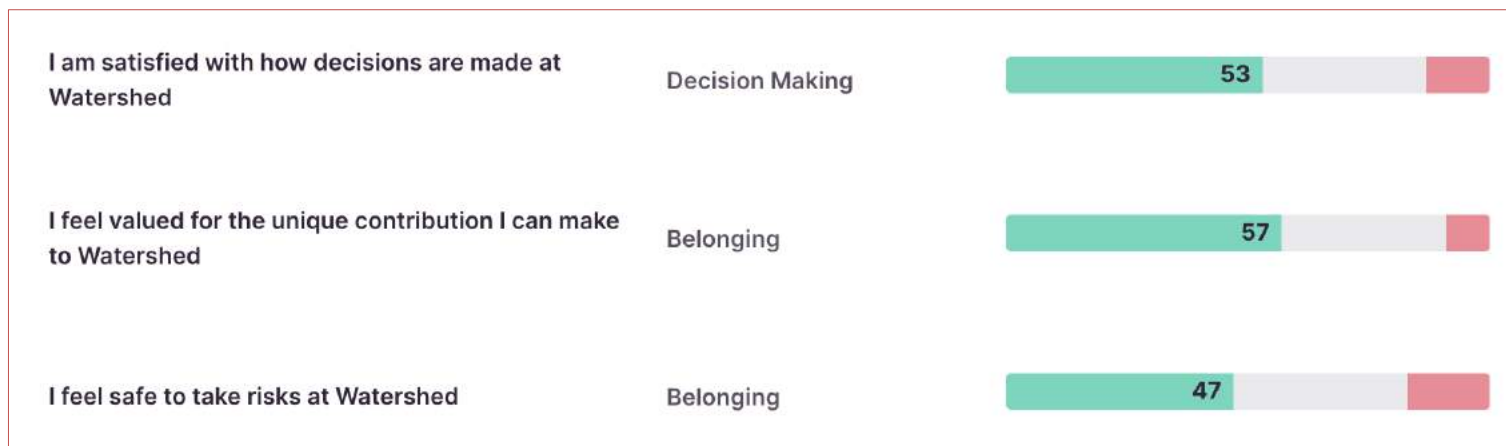 I am satisfied with how decisions are made at
Watershed
Decision Making
53
I feel valued for the unique contribution I can make
to Watershed
Belonging
57
I feel safe to take risks at Watershed
Belonging
47